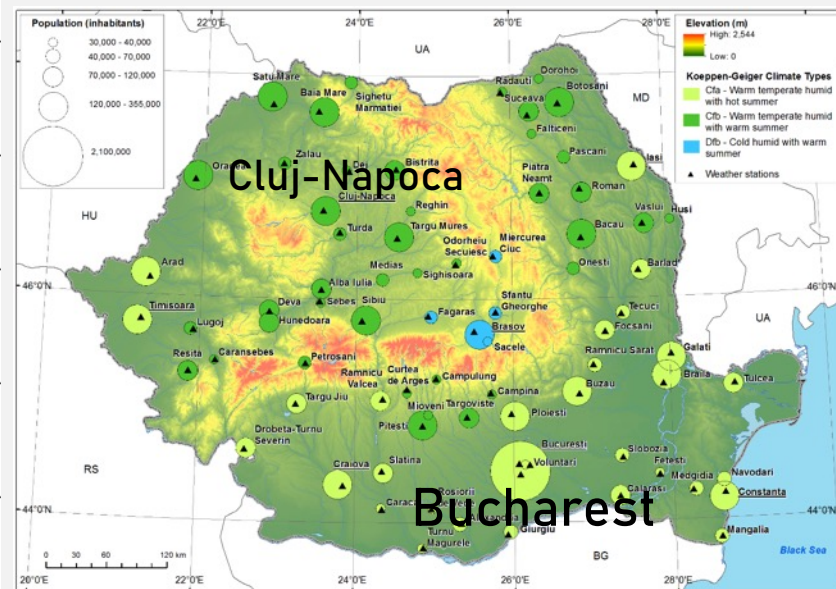 Population (inhabitants)
30,000 - 40,000
40,000 - 70,000
70,000 - 120,000
120,000 - 355,000
2,100,000
22,0°E
24,0°E
26,0°E
28,0°E
Elevation (m)
High: 2,544
Low: 0
Koeppen-Geiger Climate Types
Cfa - Warm temperate humid
with hot summer
Cfb - Warm temperate humid
with warm summer
Dfb - Cold humid with warm
summer
Weather stations
UA
MD
HU
UA
RS
BG
Black Sea
Satu Mare
Baia Mare
Sighetu
Marmatiei
Radauti
Dorohoi
Suceava
Botosani
Falticeni
Pascani
Iasi
Zalau
Dej
Bistrita
Cluj-Napoca
Piatra
Neamt
Roman
Cluj-Napoca
Reghin
Vaslui
Husi
Turda
Targu Mures
Odorheiu
Secuiesc
Miercurea
Ciuc
Bacau
Onesti
Barlad
Arad
46,0°E
46,0°E
Medias
Sighisoara
Alba Iulia
Sebes
Sibiu
Fagaras
Sfantu
Gheorghe
Tecuci
Timisoara
Deva
Hunedoara
Lugoj
Brasov
Sacele
Focsani
Resita
Caransebes
Petrosani
Ramnicu Sarat
Galati
Braila
Tulcea
Ramnicu
Valcea
Curtea
de Arges
Campulung
Campina
Buzau
Targu Jiu
Mioveni
Targoviste
Pitesti
Ploiesti
Drobeta-Turnu
Severin
Bucuresti
Voluntari
Slobozia
Fetesti
Craiova
Slatina
Medgidia
Navodari
Calarasi
Constanta
Rosiorii
Bucharest
Giurgiu
Turnu
Magurele
Mangalia
44,0°E
44,0°E
0 30 60 120 km
20'0"E
24,0°E
26,0°E
28,0°E